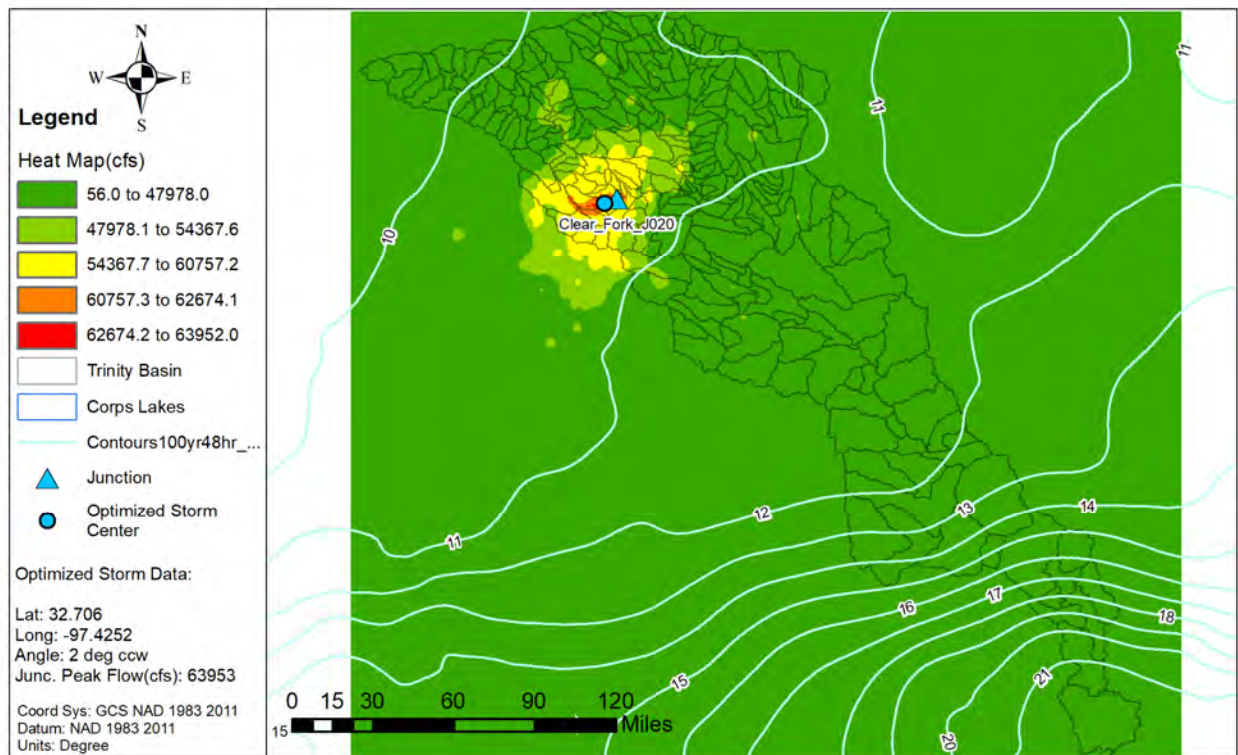 N
W
E
S
Legend
Heat Map(cfs)
56.0 to 47978.0
47978.1 to 54367.6
54367.7 to 60757.2
60757.3 to 62674.1
62674.2 to 63952.0
Trinity Basin
Corps Lakes
Contours100yr48hr_...
Junction
Optimized Storm
Center
Optimized Storm Data:
Lat: 32.706
Long: -97.4252
Angle: 2 deg ccw
Junc. Peak Flow(cfs): 63953
Coord Sys: GCS NAD 1983 2011
Datum: NAD 1983 2011
Units: Degree
11
11
Clear_Fork_J020
10
12
13
14
11
16
17
18
15
21
20
0 15 30 60 90 120
Miles
15